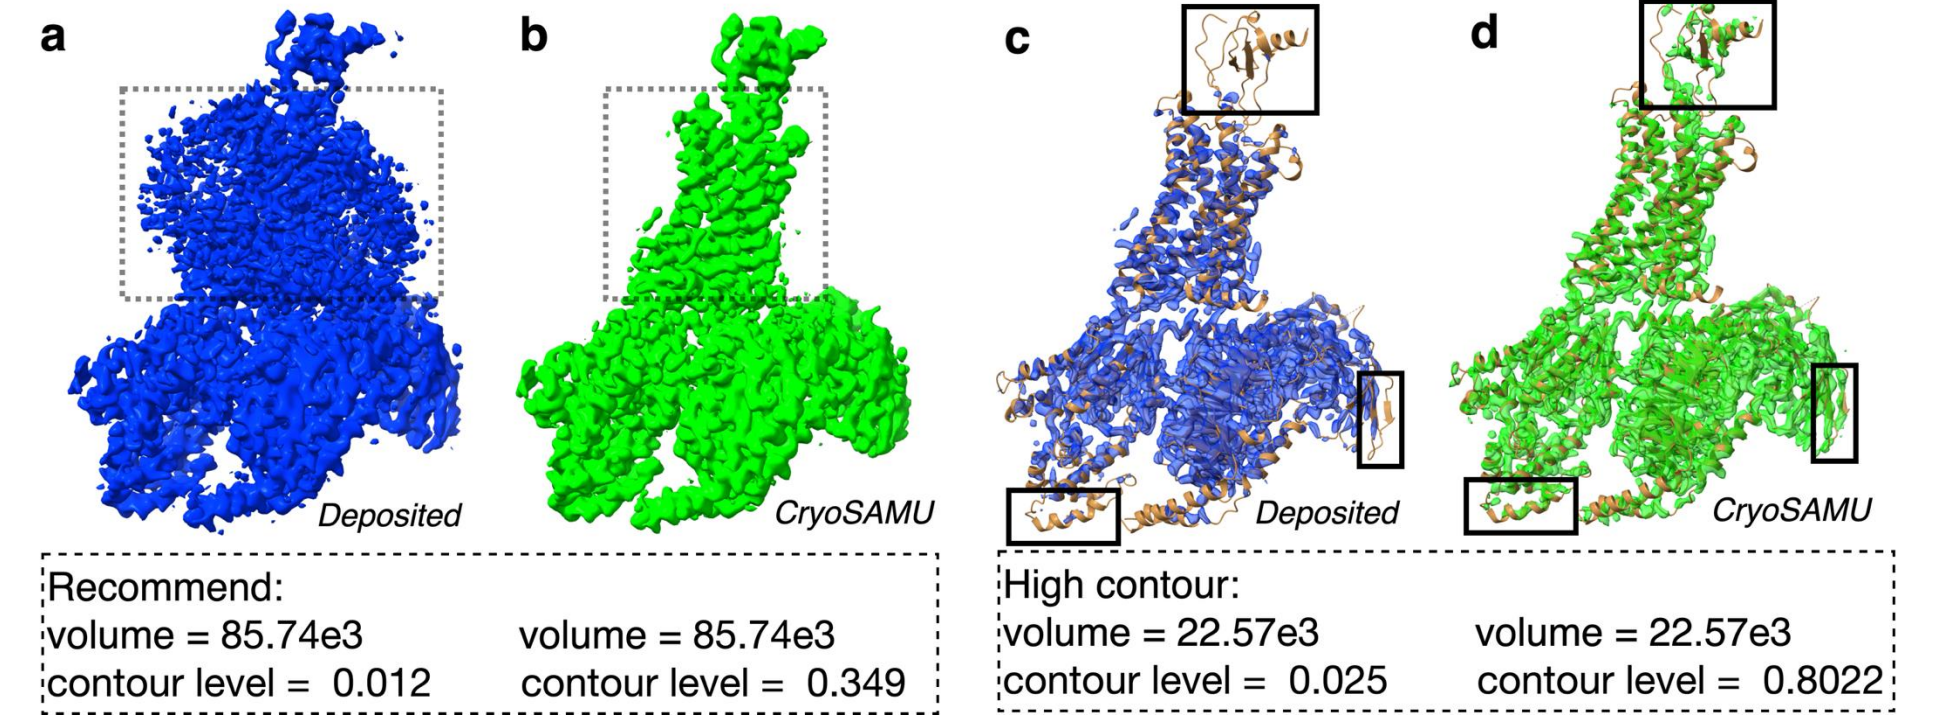 a
b
c
d
Deposited
CryoSAMU
Deposited
CryoSAMU
Recommend:
volume = 85.74e3
contour level = 0.012
volume = 85.74e3
contour level = 0.349
High contour:
volume = 22.57e3
contour level = 0.025
volume = 22.57e3
contour level = 0.8022